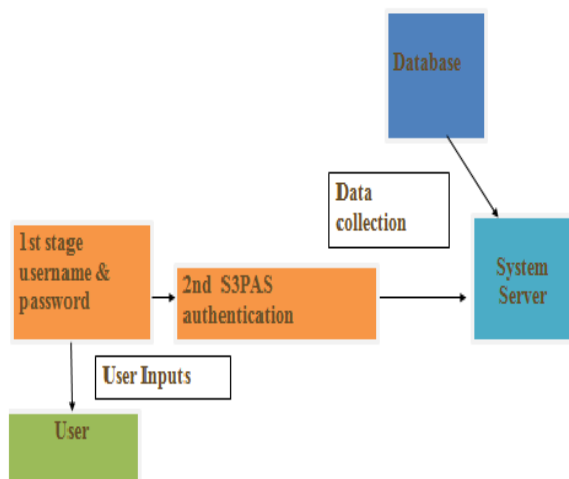 Database
Data
collection
1st stage
username &
password
2nd S3PAS
authentication
System
Server
User Inputs
User